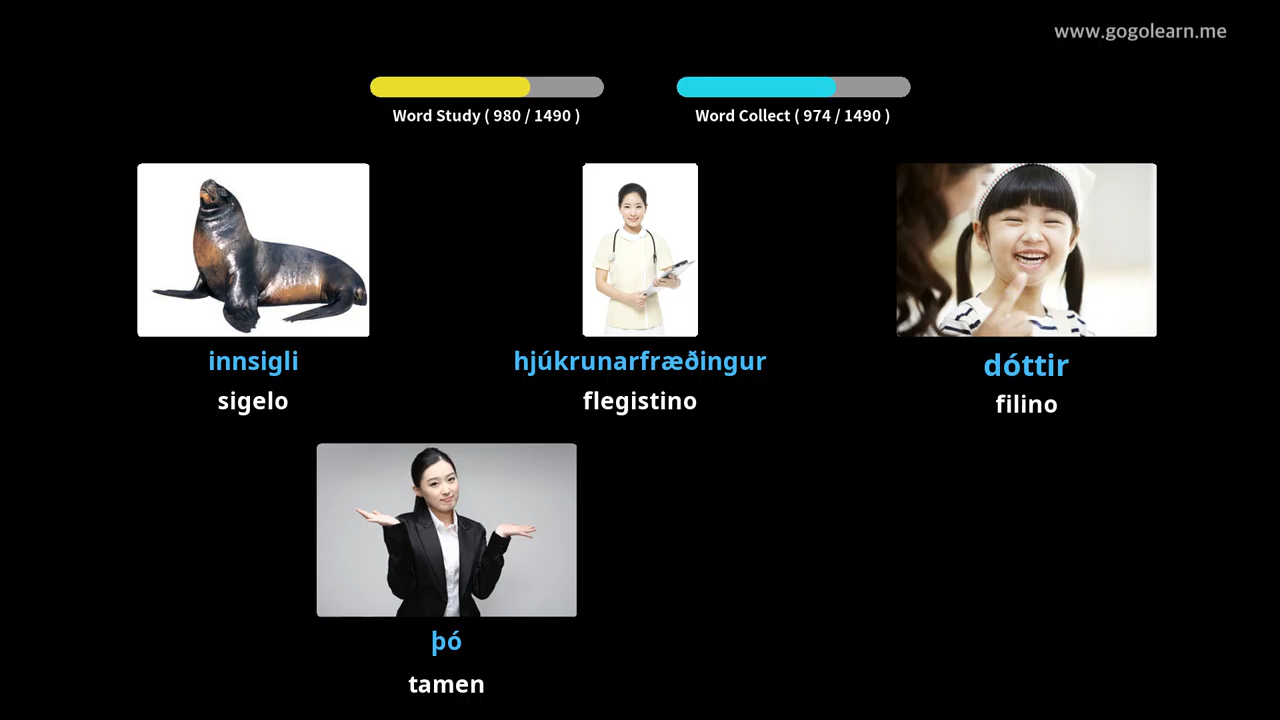 www.gogolearn.me
Word Study ( 980 / 1490 )
Word Collect ( 974 / 1490 )
innsigli
hjúkrunarfræðingur
dóttir
sigelo
flegistino
filino
þó
tamen